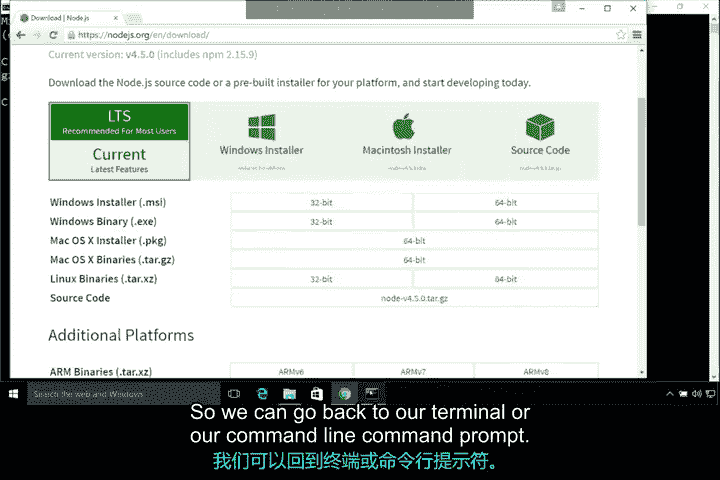 Download | Node.js
https://nodejs.org/en/download/
Current version: v4.5.0 (includes npm 2.15.9)
Download the Node.js source code or a pre-built installer for your platform, and start developing today.
LTS
Recommended For Most Users
Current
Latest Features
Windows Installer
Macintosh Installer
Source Code
Windows Installer (.msi) 32-bit 64-bit
Windows Binary (.exe) 32-bit 64-bit
Mac OS X Installer (.pkg) 64-bit
Mac OS X Binaries (.tar.gz) 64-bit
Linux Binaries (.tar.xz) 32-bit 64-bit
Source Code node-v4.5.0.tar.gz
Additional Platforms
ARM Binaries (.tar.xz) ARMv6 ARMv7 ARMv8
Search the web and Windows
So we can go back to our terminal or
our command line command prompt.
我们可以回到终端或命令行提示符。